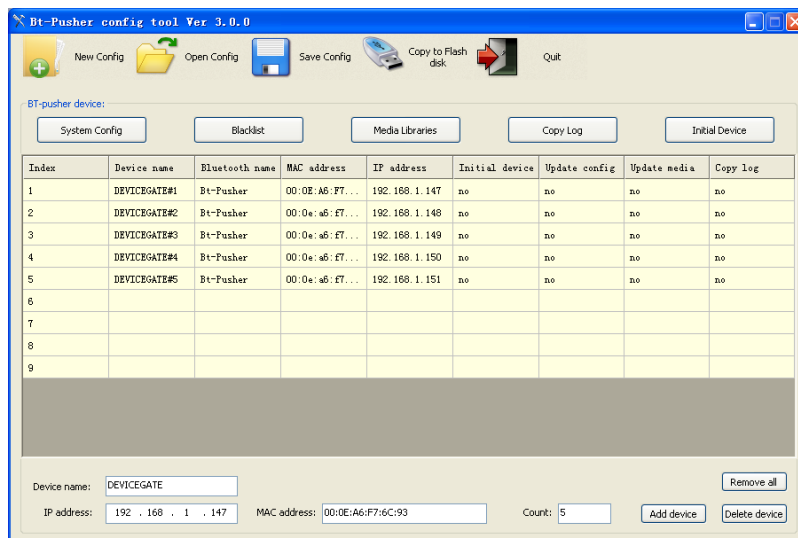 Bt-Pusher config tool Ver 3.0.0
New Config Open Config Save Config Copy to Flash disk Quit
BT-pusher device:
System Config Blacklist Media Libraries Copy Log Initial Device
Index Device name Bluetooth name MAC address IP address Initial device Update config Update media Copy log
1 DEVICEGATE#1 Bt-Pusher 00:0E:A6:F7... 192.168.1.147 no no no no
2 DEVICEGATE#2 Bt-Pusher 00:0e:a6:f7... 192.168.1.148 no no no no
3 DEVICEGATE#3 Bt-Pusher 00:0e:a6:f7... 192.168.1.149 no no no no
4 DEVICEGATE#4 Bt-Pusher 00:0e:a6:f7... 192.168.1.150 no no no no
5 DEVICEGATE#5 Bt-Pusher 00:0e:a6:f7... 192.168.1.151 no no no no
6
7
8
9
Device name: DEVICEGATE Remove all
IP address: 192 . 168 . 1 . 147 MAC address: 00:0E:A6:F7:6C:93 Count: 5 Add device Delete device